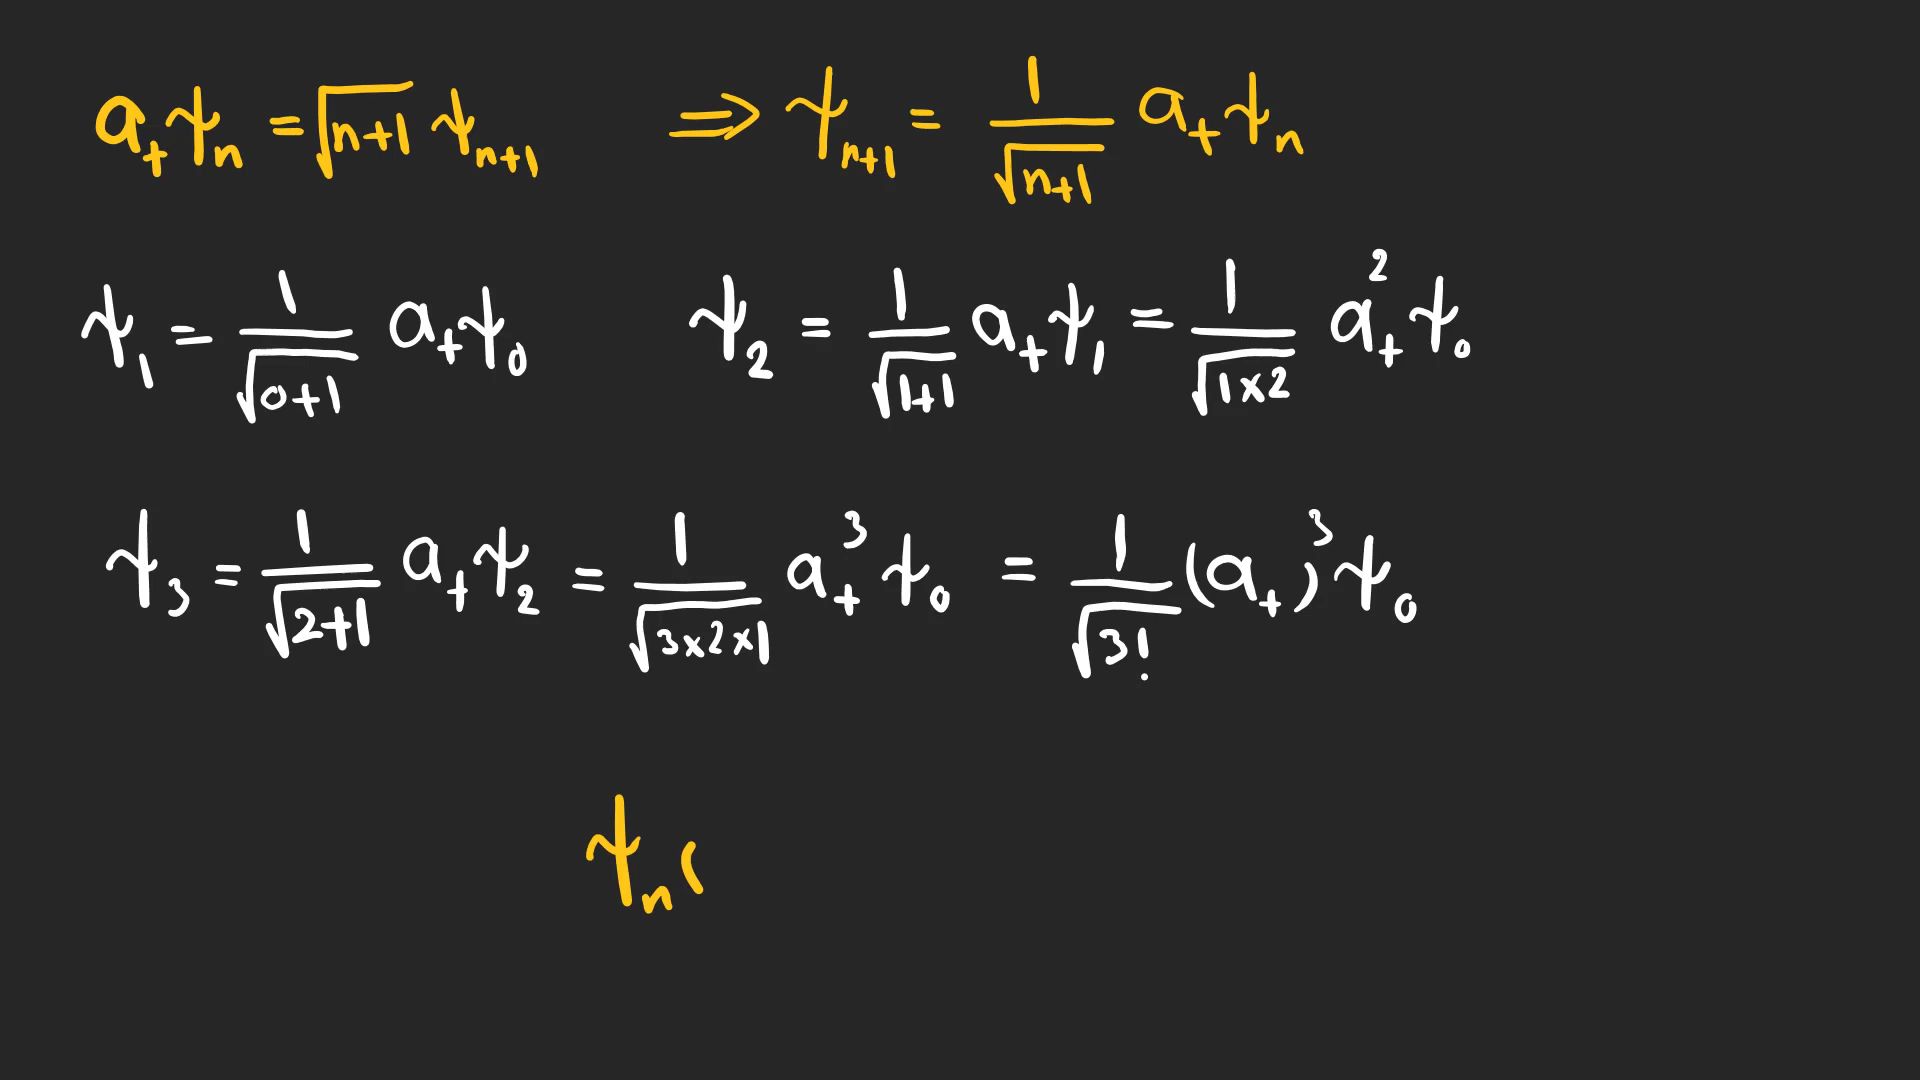 a₊ψₙ = √(n+1) ψₙ₊₁ ⇒ ψₙ₊₁ = 1/√(n+1) a₊ψₙ
ψ₁ = 1/√(0+1) a₊ψ₀ ψ₂ = 1/√(1+1) a₊ψ₁ = 1/√(1×2) a₊²ψ₀
ψ₃ = 1/√(2+1) a₊ψ₂ = 1/√(3×2×1) a₊³ψ₀ = 1/√(3!) (a₊)³ψ₀
ψₙ(